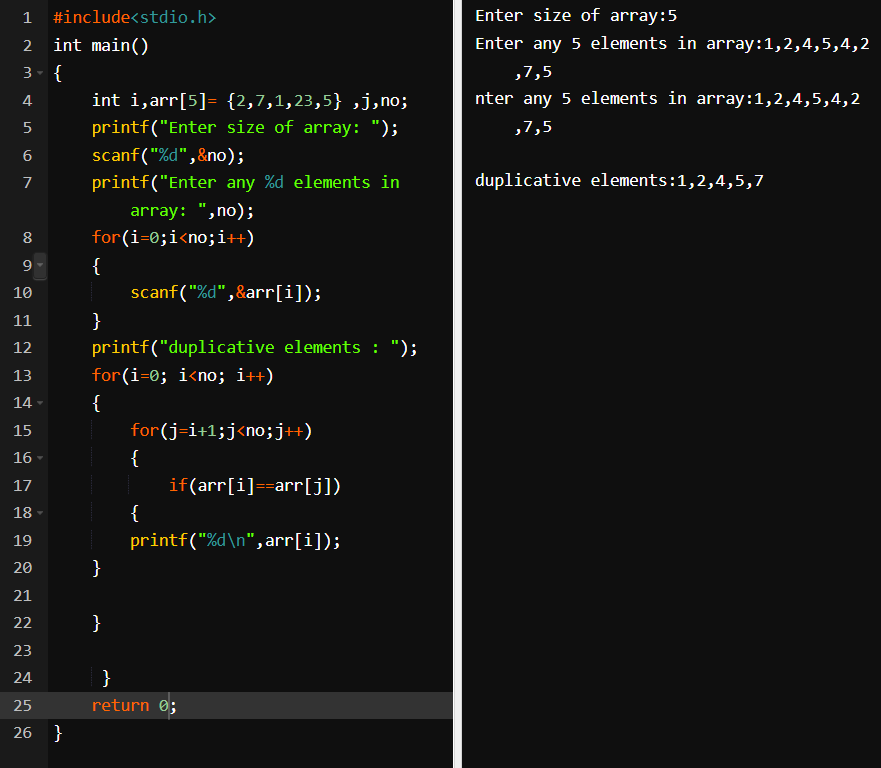 1 #include<stdio.h>
2 int main()
3 {
4 int i,arr[5]= {2,7,1,23,5} ,j,no;
5 printf("Enter size of array: ");
6 scanf("%d",&no);
7 printf("Enter any %d elements in
array: ",no);
8 for(i=0;i<no;i++)
9 {
10 scanf("%d",&arr[i]);
11 }
12 printf("duplicative elements : ");
13 for(i=0; i<no; i++)
14 {
15 for(j=i+1;j<no;j++)
16 {
17 if(arr[i]==arr[j])
18 {
19 printf("%d\n",arr[i]);
20 }
21
22 }
23
24 }
25 return 0;
26 }
Enter size of array:5
Enter any 5 elements in array:1,2,4,5,4,2
,7,5
nter any 5 elements in array:1,2,4,5,4,2
,7,5
duplicative elements:1,2,4,5,7